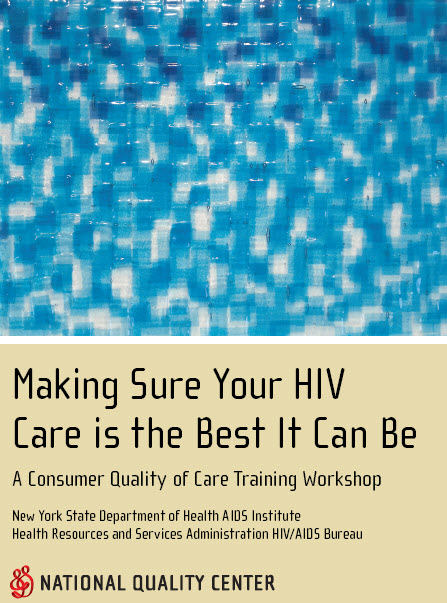 Making Sure Your HIV
Care is the Best It Can Be
A Consumer Quality of Care Training Workshop
New York State Department of Health AIDS Institute
Health Resources and Services Administration HIV/AIDS Bureau
NATIONAL QUALITY CENTER